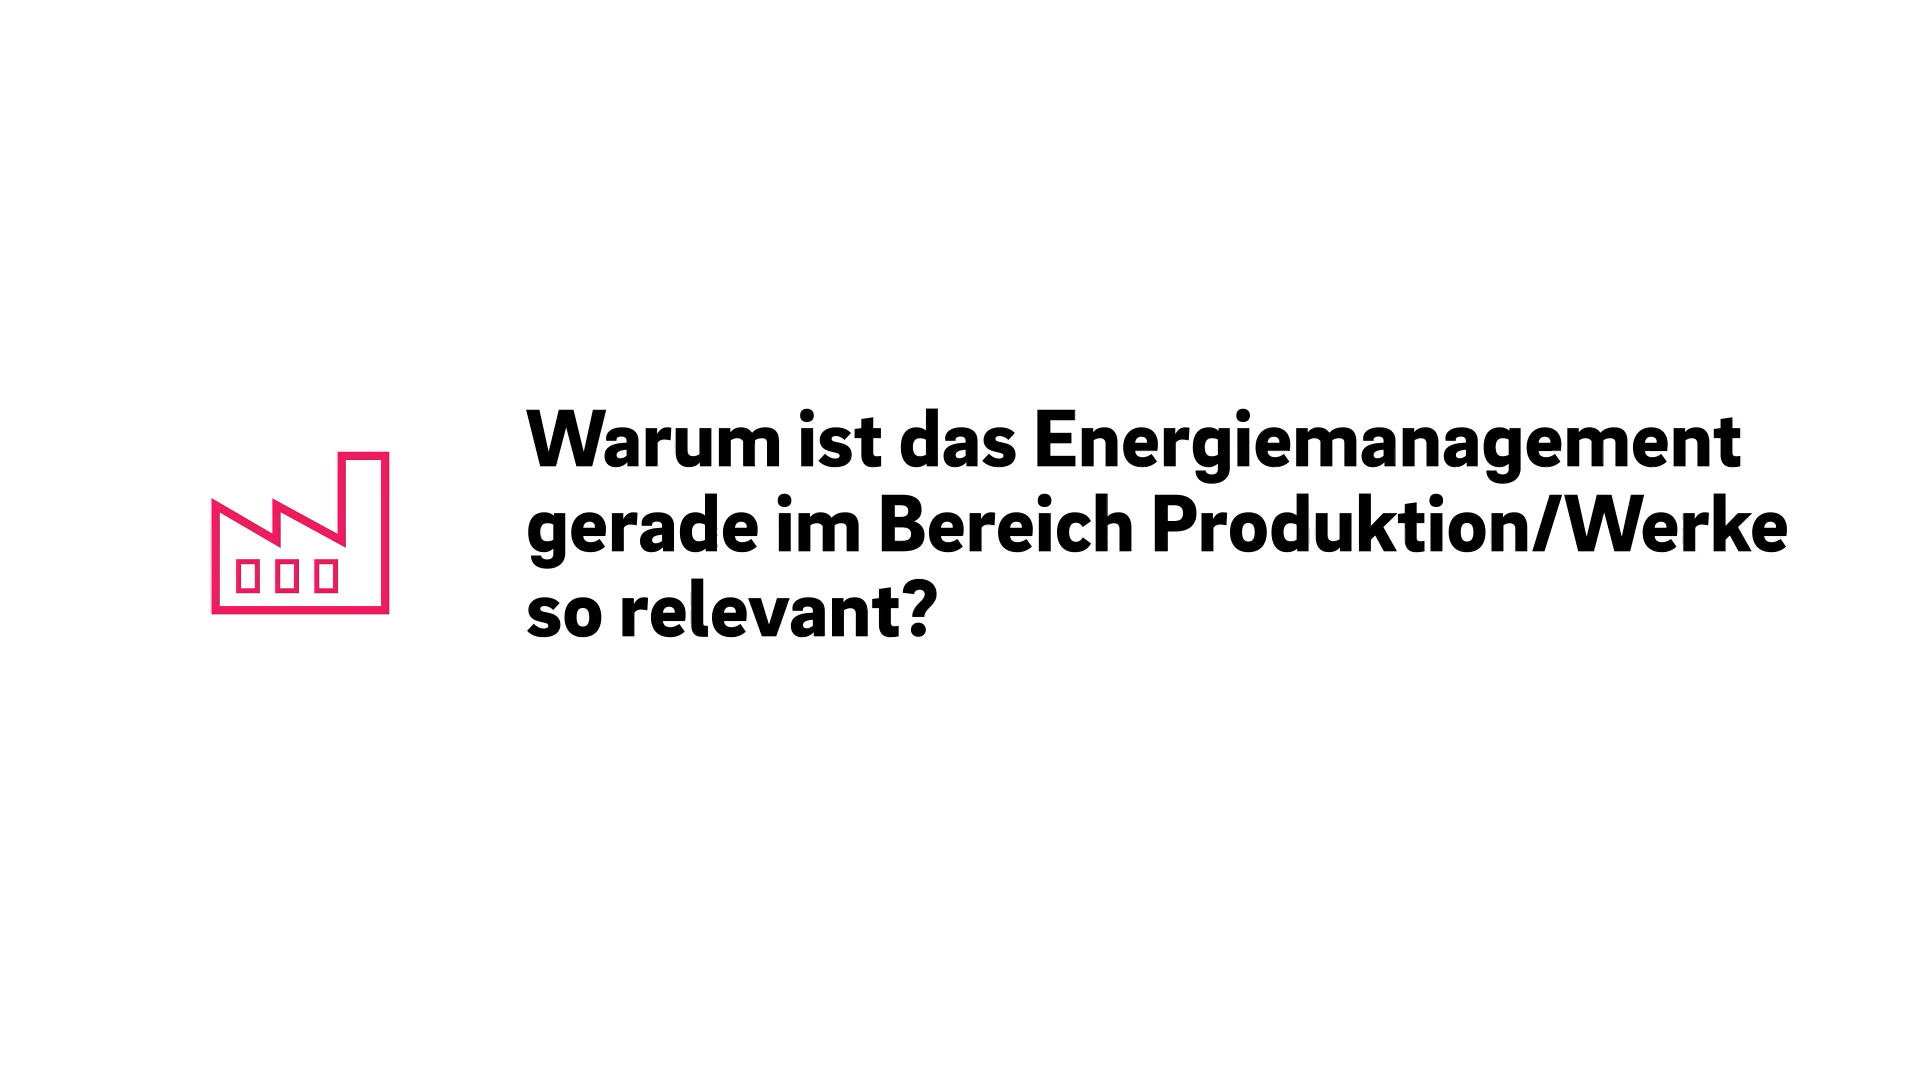 Warum ist das Energiemanagement
gerade im Bereich Produktion/Werke
so relevant?